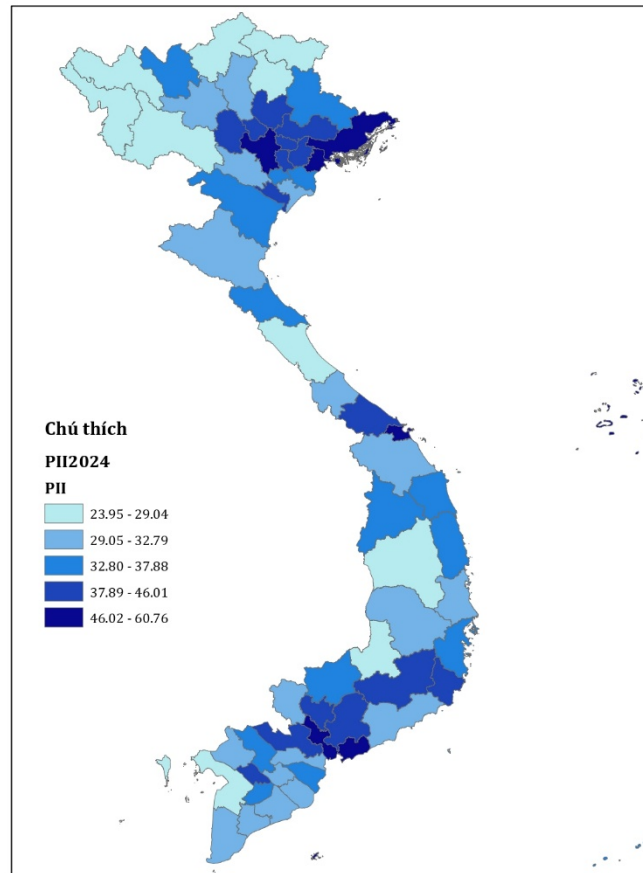 Chú thích
PII2024
PII
23.95 - 29.04
29.05 - 32.79
32.80 - 37.88
37.89 - 46.01
46.02 - 60.76